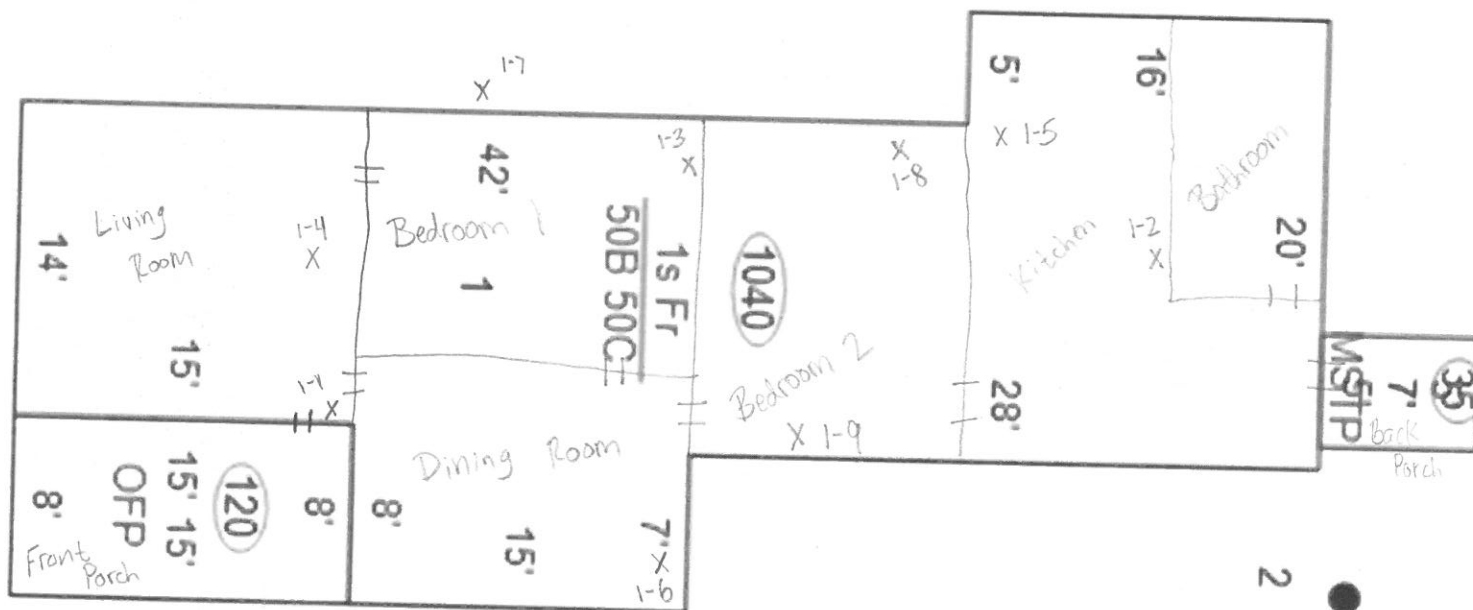 X 1-7
5'
16'
X 1-5
1-3
X
X
1-8
42'
Living
Room
1-4
X
Bedroom 1
1
14'
15'
1s Fr
50B 50C
1040
Bedroom 2
X 1-9
Kitchen
1-2
X
Bathroom
20'
28'
MSTP
7'
35
Back
Porch
1-1
X
Dining Room
8'
15'
7'
X
1-6
8'
120
15' 15'
OFP
8'
Front
Porch
2